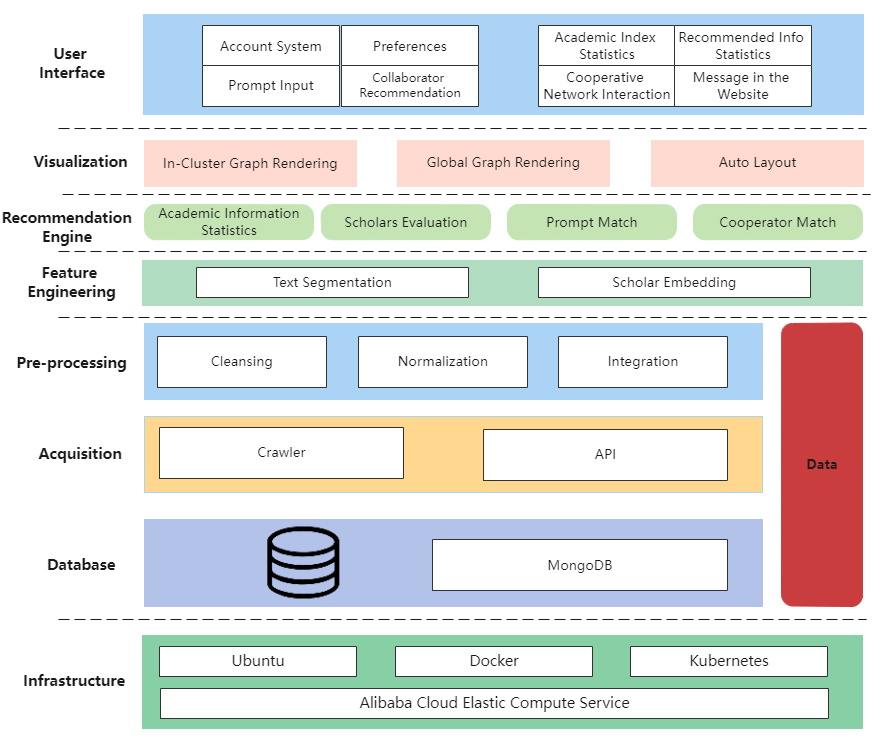 User
Interface
Account System
Preferences
Academic Index
Statistics
Recommended Info
Statistics
Prompt Input
Collaborator
Recommendation
Cooperative
Network Interaction
Message in the
Website
Visualization
In-Cluster Graph Rendering
Global Graph Rendering
Auto Layout
Recommendation
Engine
Academic Information
Statistics
Scholars Evaluation
Prompt Match
Cooperator Match
Feature
Engineering
Text Segmentation
Scholar Embedding
Pre-processing
Cleansing
Normalization
Integration
Acquisition
Crawler
API
Data
Database
MongoDB
Infrastructure
Ubuntu
Docker
Kubernetes
Alibaba Cloud Elastic Compute Service